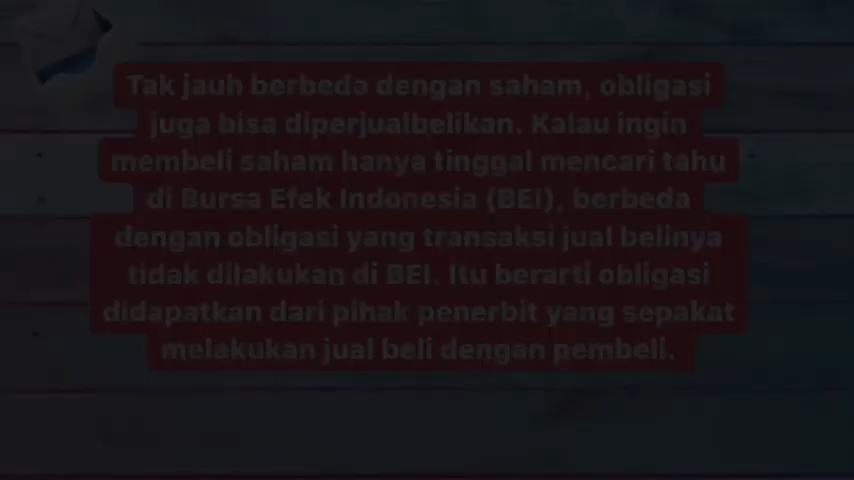 Tak jauh berbeda dengan saham, obligasi
juga bisa diperjualbelikan. Kalau ingin
membeli saham hanya tinggal mencari tahu
di Bursa Efek Indonesia (BEI), berbeda
dengan obligasi yang transaksi jual belinya
tidak dilakukan di BEI. Itu berarti obligasi
didapatkan dari pihak penerbit yang sepakat
melakukan jual beli dengan pembeli.